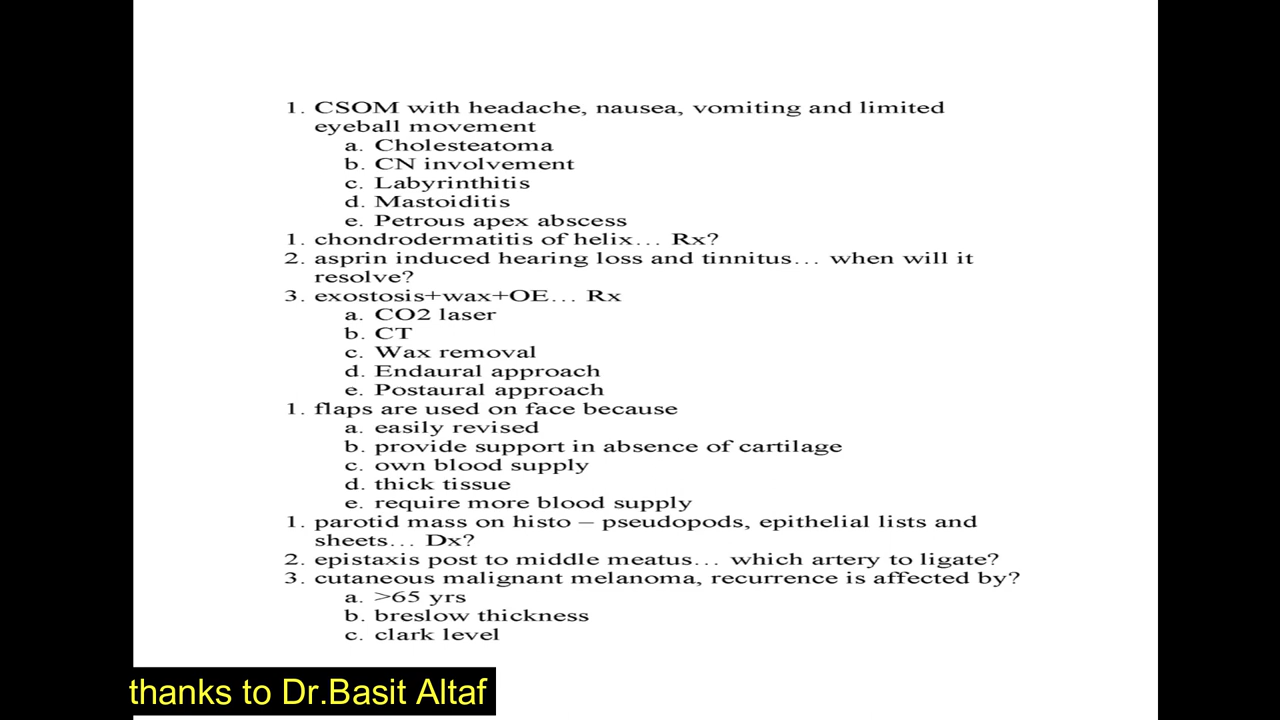 1. CSOM with headache, nausea, vomiting and limited
eyeball movement
a. Cholesteatoma
b. CN involvement
c. Labyrinthitis
d. Mastoiditis
e. Petrous apex abscess
1. chondrodermatitis of helix... Rx?
2. asprin induced hearing loss and tinnitus... when will it
resolve?
3. exostosis+wax+OE... Rx
a. CO2 laser
b. CT
c. Wax removal
d. Endaural approach
e. Postaural approach
1. flaps are used on face because
a. easily revised
b. provide support in absence of cartilage
c. own blood supply
d. thick tissue
e. require more blood supply
1. parotid mass on histo – pseudopods, epithelial lists and
sheets... Dx?
2. epistaxis post to middle meatus... which artery to ligate?
3. cutaneous malignant melanoma, recurrence is affected by?
a. >65 yrs
b. breslow thickness
c. clark level
thanks to Dr.Basit Altaf